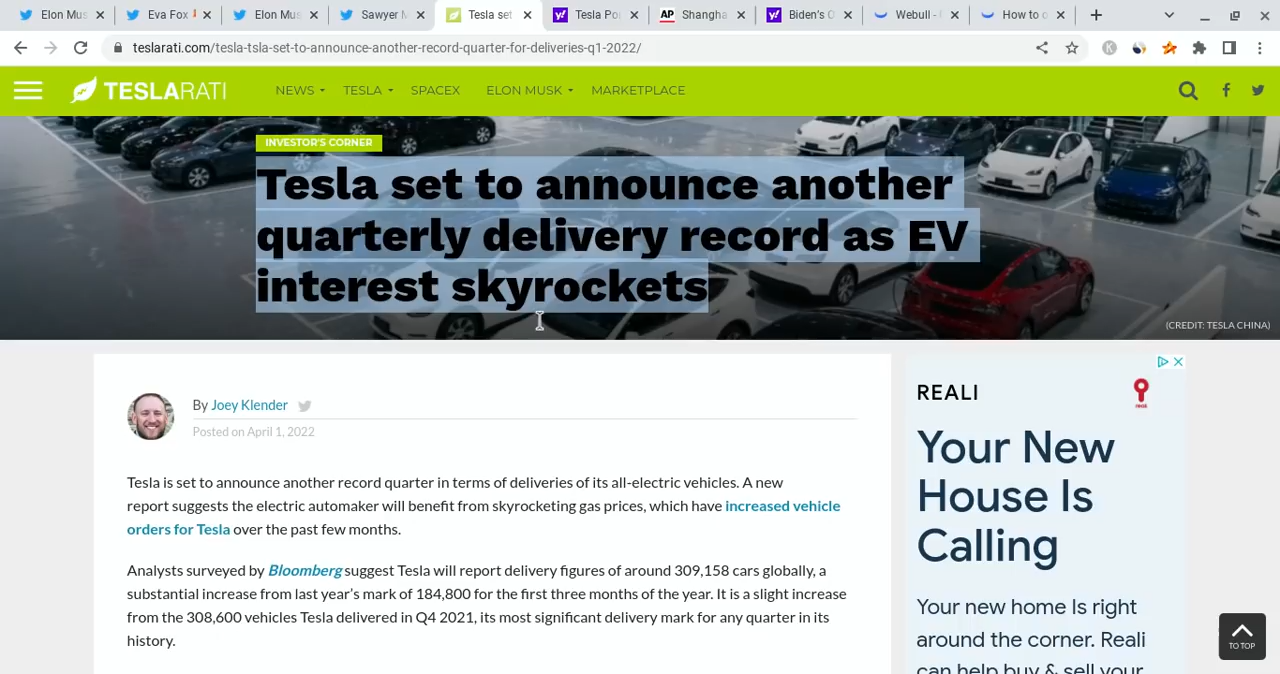 Elon Mus
Eva Fox
Elon Mus
Sawyer M
Tesla set
Tesla Po
AP
Shangha
Biden's O
Webull -
How to o
teslarati.com/tesla-tsla-set-to-announce-another-record-quarter-for-deliveries-q1-2022/
K
TESLARATI
NEWS
TESLA
SPACEX
ELON MUSK
MARKETPLACE
INVESTOR'S CORNER
Tesla set to announce another
quarterly delivery record as EV
interest skyrockets
(CREDIT: TESLA CHINA)
By Joey Klender
Posted on April 1, 2022
Tesla is set to announce another record quarter in terms of deliveries of its all-electric vehicles. A new
report suggests the electric automaker will benefit from skyrocketing gas prices, which have increased vehicle
orders for Tesla over the past few months.
Analysts surveyed by Bloomberg suggest Tesla will report delivery figures of around 309,158 cars globally, a
substantial increase from last year's mark of 184,800 for the first three months of the year. It is a slight increase
from the 308,600 vehicles Tesla delivered in Q4 2021, its most significant delivery mark for any quarter in its
history.
REALI
reali
Your New
House Is
Calling
Your new home Is right
around the corner. Reali
can help buy & sell your
TO TOP